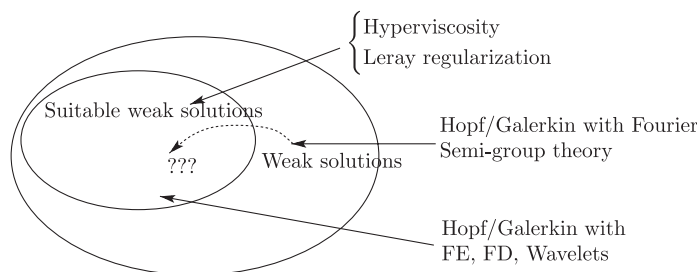 Hyperviscosity
Leray regularization
Suitable weak solutions
Hopf/Galerkin with Fourier
Semi-group theory
???
Weak solutions
Hopf/Galerkin with
FE, FD, Wavelets